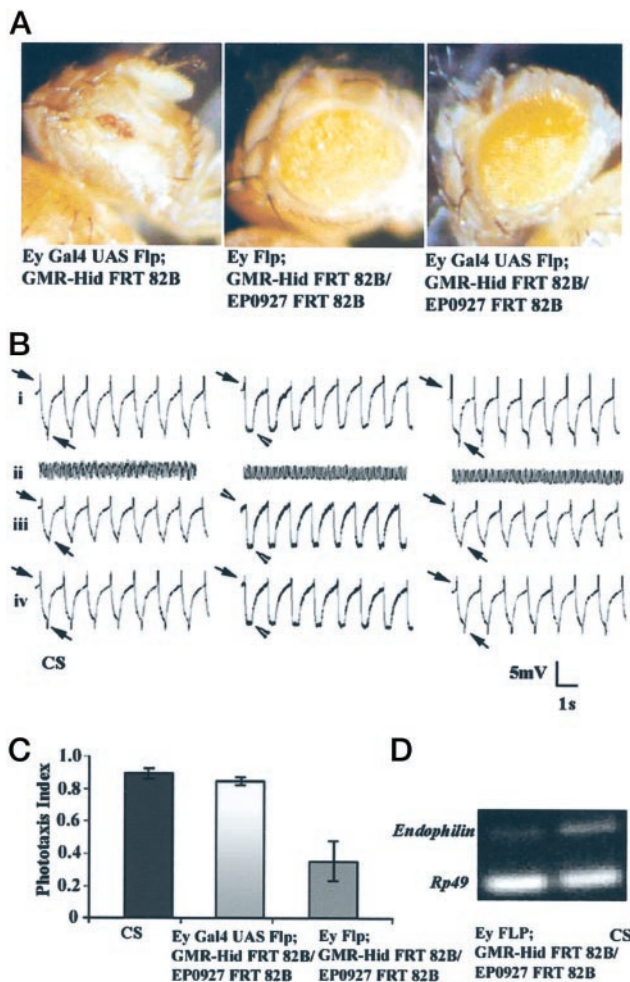 A
Ey Gal4 UAS Flp;
GMR-Hid FRT 82B
Ey Flp;
GMR-Hid FRT 82B/
EP0927 FRT 82B
Ey Gal4 UAS Flp;
GMR-Hid FRT 82B/
EP0927 FRT 82B
B
i
ii
iii
iv
CS
5mV
1s
C
Phototaxis Index
1.0
0.8
0.6
0.4
0.2
0
CS
Ey Gal4 UAS Flp;
GMR-Hid FRT 82B/
EP0927 FRT 82B
Ey Flp;
GMR-Hid FRT 82B/
EP0927 FRT 82B
D
Endophilin
Rp49
Ey FLP;
GMR-Hid FRT 82B/
EP0927 FRT 82B
CS